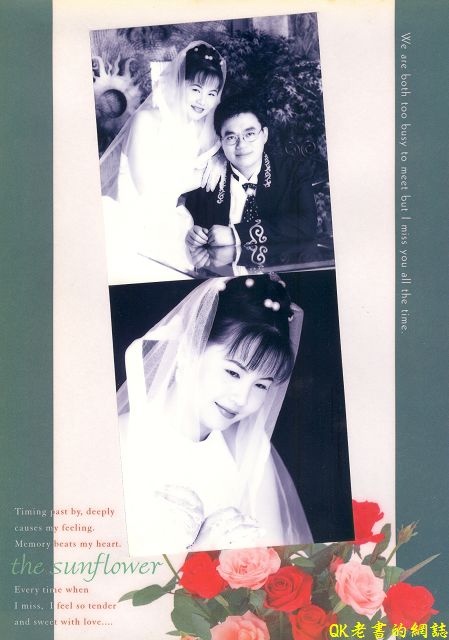 We are both too busy to meet but I miss you all the time.
Timing past by, deeply
causes my feeling.
Memory beats my heart.
the sunflower
Every time when
I miss, I feel so tender
and sweet with love....
QK老書的網誌